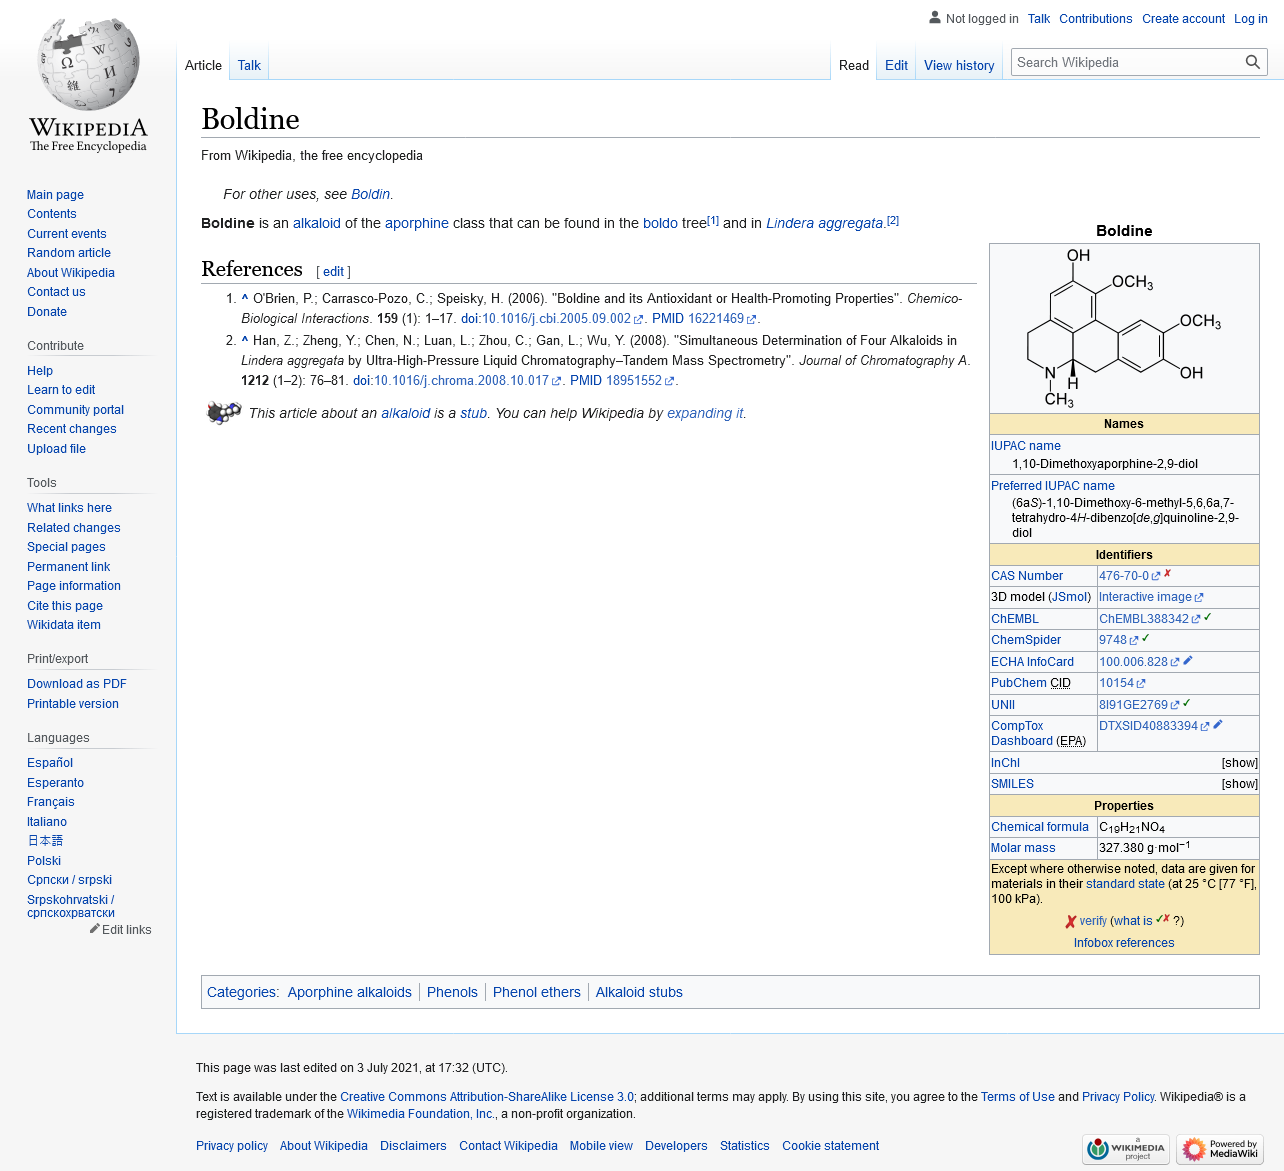 Not logged in Talk Contributions Create account Log in
Article Talk Read Edit View history Search Wikipedia
WIKIPEDIA
The Free Encyclopedia
Main page
Contents
Current events
Random article
About Wikipedia
Contact us
Donate
Contribute
Help
Learn to edit
Community portal
Recent changes
Upload file
Tools
What links here
Related changes
Special pages
Permanent link
Page information
Cite this page
Wikidata item
Print/export
Download as PDF
Printable version
Languages
Español
Esperanto
Français
Italiano
日本語
Polski
Српски / srpski
Srpskohrvatski /
српскохрватски
Edit links
Boldine
From Wikipedia, the free encyclopedia
For other uses, see Boldin.
Boldine is an alkaloid of the aporphine class that can be found in the boldo tree[1] and in Lindera aggregata.[2]
References [ edit ]
1. ^ O'Brien, P.; Carrasco-Pozo, C.; Speisky, H. (2006). "Boldine and its Antioxidant or Health-Promoting Properties". Chemico-
Biological Interactions. 159 (1): 1–17. doi:10.1016/j.cbi.2005.09.002. PMID 16221469.
2. ^ Han, Z.; Zheng, Y.; Chen, N.; Luan, L.; Zhou, C.; Gan, L.; Wu, Y. (2008). "Simultaneous Determination of Four Alkaloids in
Lindera aggregata by Ultra-High-Pressure Liquid Chromatography–Tandem Mass Spectrometry". Journal of Chromatography A.
1212 (1–2): 76–81. doi:10.1016/j.chroma.2008.10.017. PMID 18951552.
This article about an alkaloid is a stub. You can help Wikipedia by expanding it.
Boldine
OH
OCH3
OCH3
N H OH
CH3
Names
IUPAC name
1,10-Dimethoxyaporphine-2,9-diol
Preferred IUPAC name
(6aS)-1,10-Dimethoxy-6-methyl-5,6,6a,7-
tetrahydro-4H-dibenzo[de,g]quinoline-2,9-
diol
Identifiers
CAS Number 476-70-0 ✗
3D model (JSmol) Interactive image
ChEMBL ChEMBL388342 ✓
ChemSpider 9748 ✓
ECHA InfoCard 100.006.828
PubChem CID 10154
UNII 8I91GE2769 ✓
CompTox DTXSID40883394
Dashboard (EPA)
InChI [show]
SMILES [show]
Properties
Chemical formula C19H21NO4
Molar mass 327.380 g·mol−1
Except where otherwise noted, data are given for
materials in their standard state (at 25 °C [77 °F],
100 kPa).
✗ verify (what is ✓✗ ?)
Infobox references
Categories: Aporphine alkaloids Phenols Phenol ethers Alkaloid stubs
This page was last edited on 3 July 2021, at 17:32 (UTC).
Text is available under the Creative Commons Attribution-ShareAlike License 3.0; additional terms may apply. By using this site, you agree to the Terms of Use and Privacy Policy. Wikipedia® is a
registered trademark of the Wikimedia Foundation, Inc., a non-profit organization.
Privacy policy About Wikipedia Disclaimers Contact Wikipedia Mobile view Developers Statistics Cookie statement
a
WIKIMEDIA
project
Powered by
MediaWiki